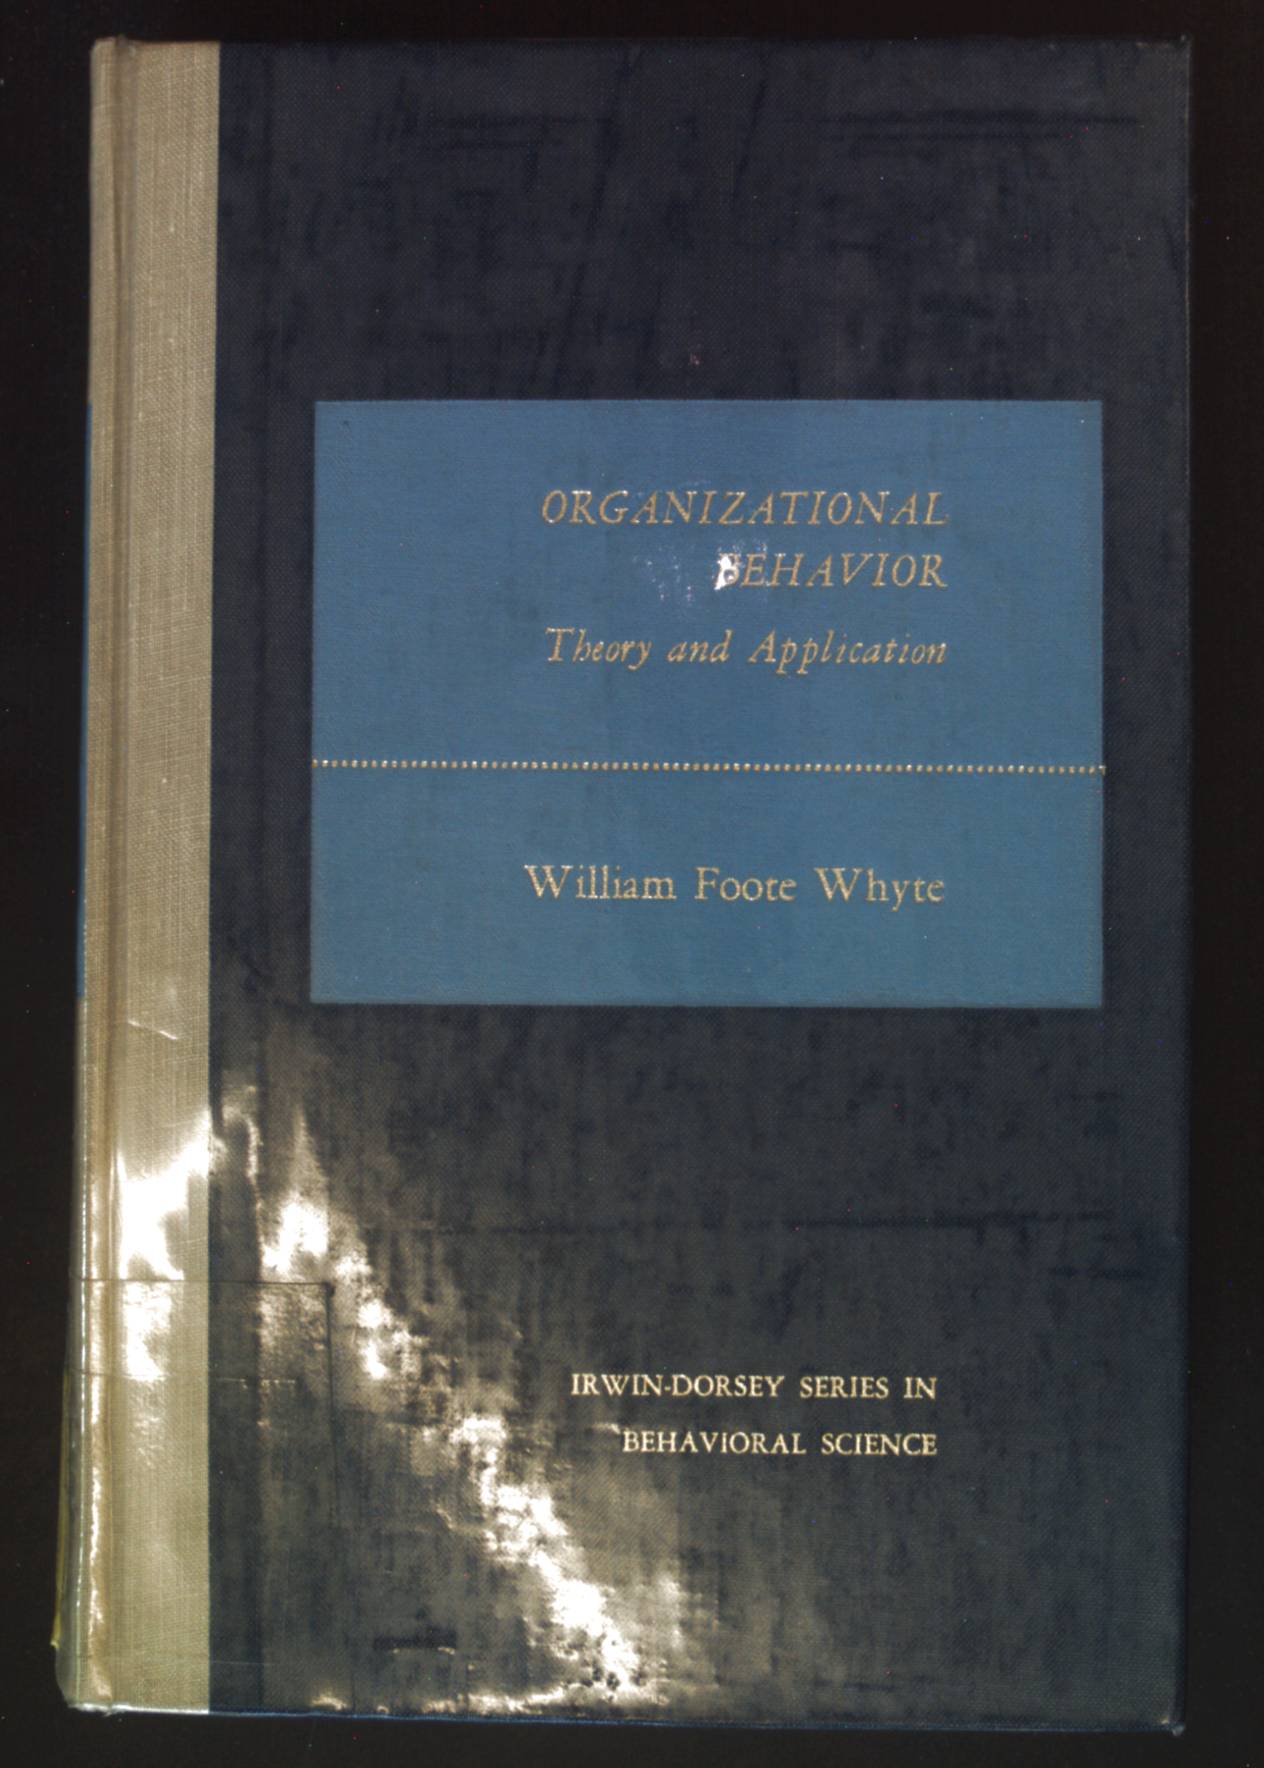 ORGANIZATIONAL
BEHAVIOR
Theory and Application
William Foote Whyte
IRWIN-DORSEY SERIES IN
BEHAVIORAL SCIENCE